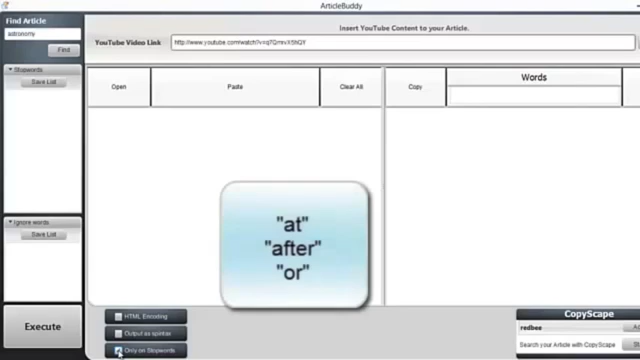 ArticleBuddy
Find Article
astronomy
Find
Insert YouTube Content to your Article.
YouTube Video Link
Stopwords
Save List
Open
Paste
Clear All
Copy
Words
"at"
"after"
"or"
Ignore words
Save List
Execute
HTML Encoding
Output as spintax
Only on Stopwords
CopyScape
redbee
Search your Article with CopyScape